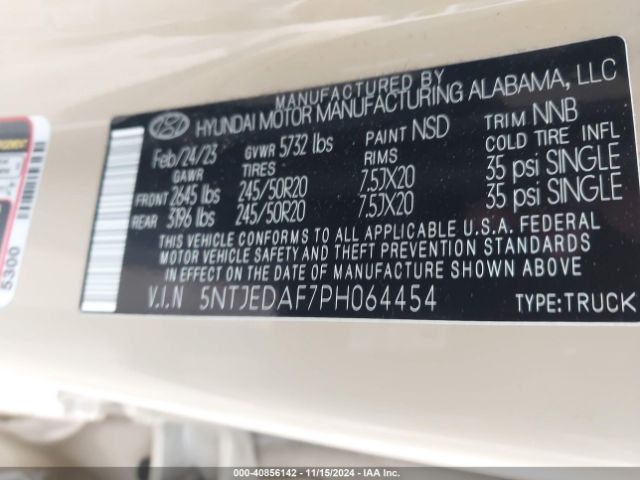 MANUFACTURED BY
HYUNDAI MOTOR MANUFACTURING ALABAMA, LLC
Feb/24/23 GVWR 5732 lbs PAINT NSD TRIM NNB
GAWR TIRES RIMS COLD TIRE INFL
FRONT 2645 lbs 245/50R20 7.5JX20 35 psi SINGLE
REAR 3196 lbs 245/50R20 7.5JX20 35 psi SINGLE
THIS VEHICLE CONFORMS TO ALL APPLICABLE U.S.A. FEDERAL
MOTOR VEHICLE SAFETY AND THEFT PREVENTION STANDARDS
IN EFFECT ON THE DATE OF MANUFACTURE SHOWN ABOVE.
V.I.N 5NTJEDAF7PH064454 TYPE:TRUCK
5300
000-40856142 - 11/15/2024 - IAA Inc.